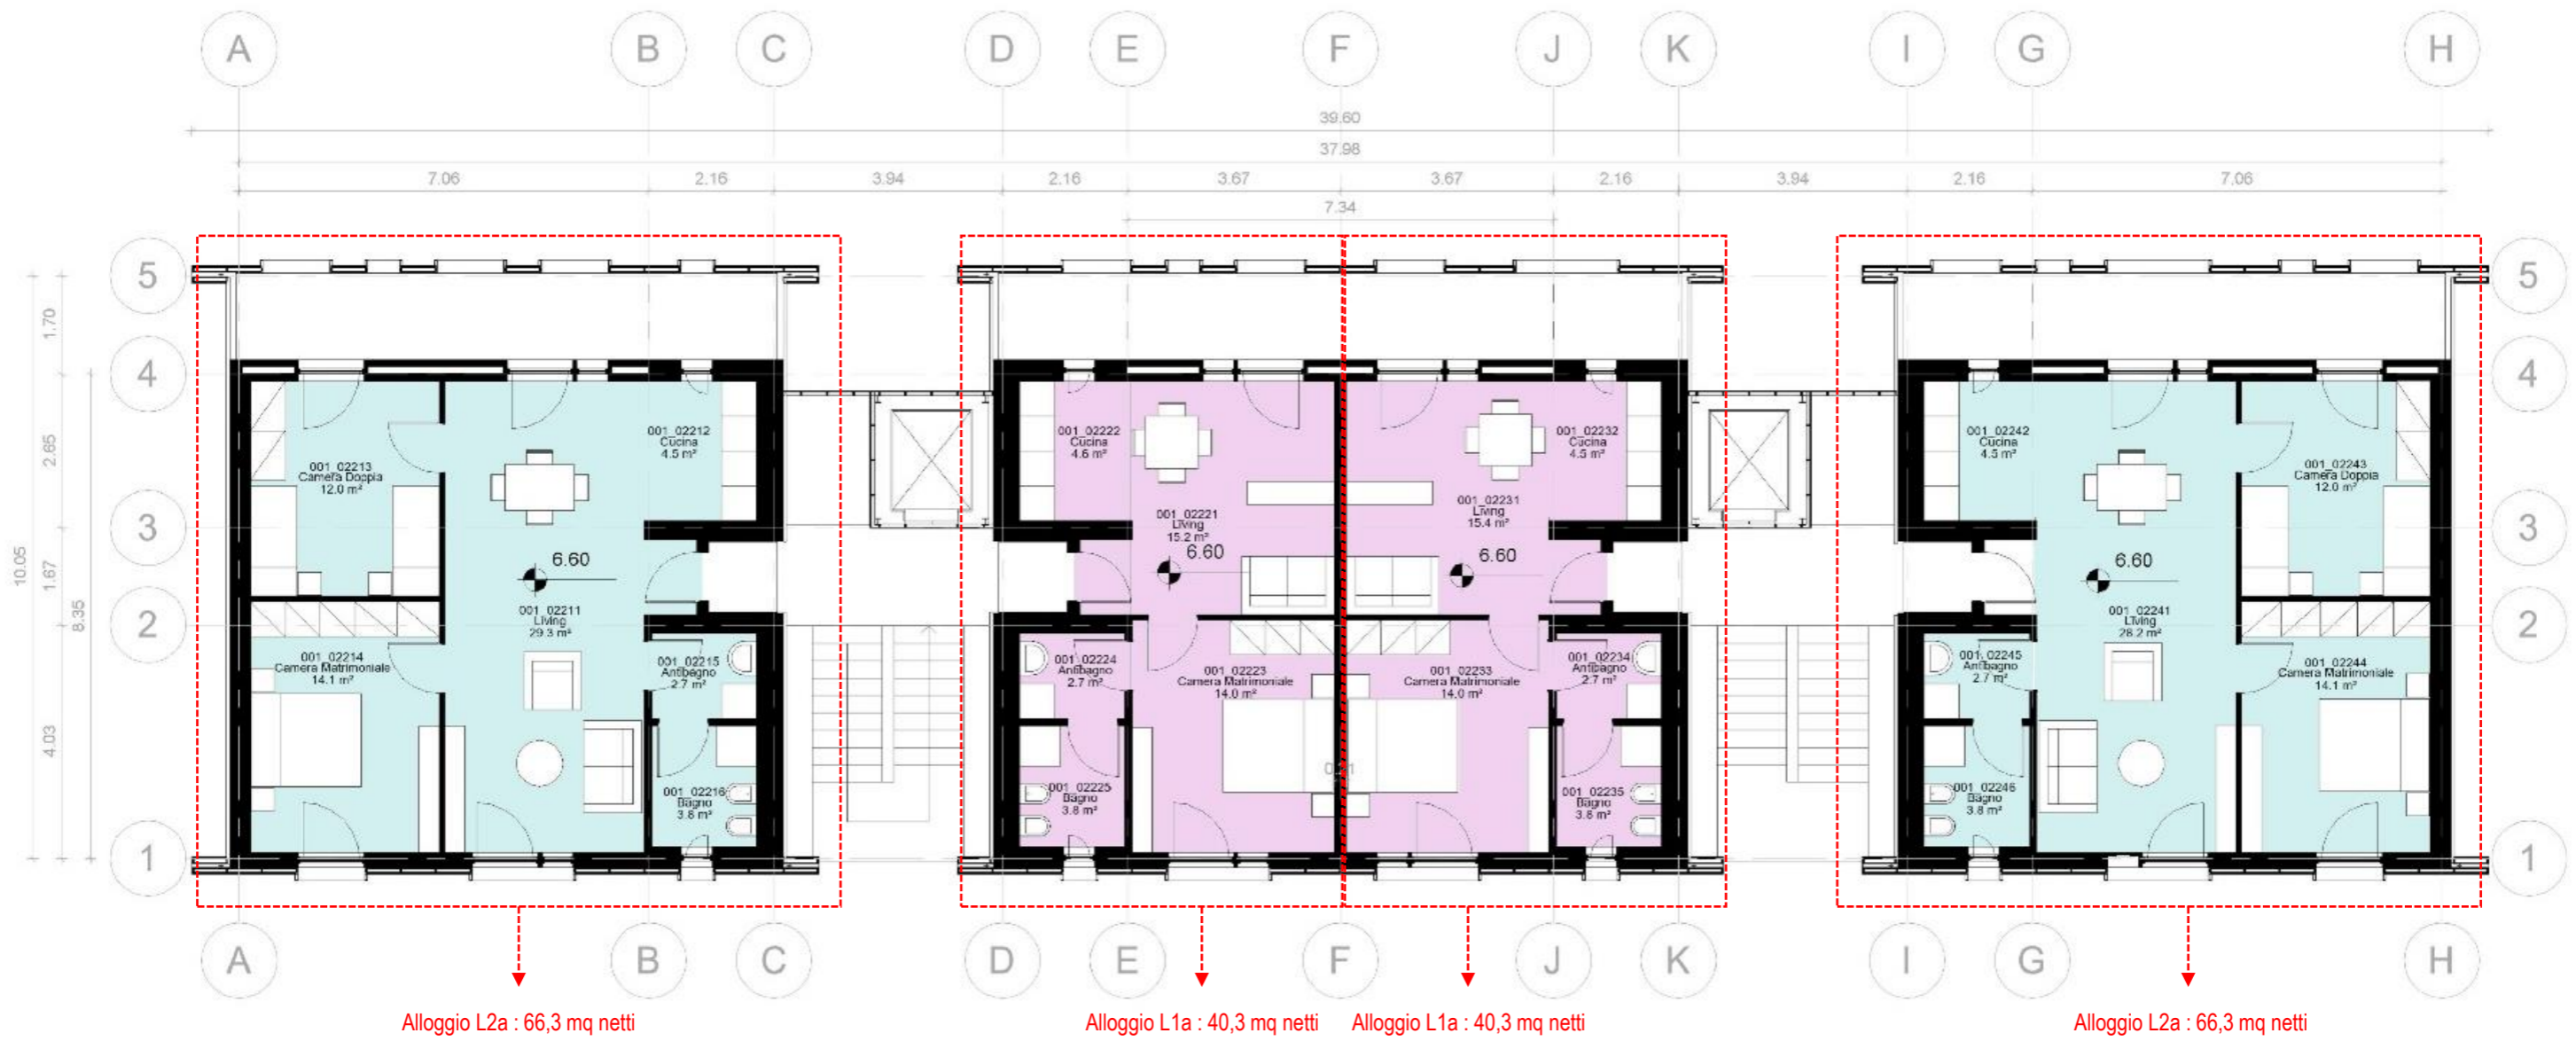 A B C D E F J K I G H
39.60
37.98
7.06 2.16 3.94 2.16 3.67 3.67 2.16 3.94 2.16 7.06
7.34
5 5
1.70
4 4
2.65
3 3
10.05
1.67
8.35
2 2
4.03
1 1
001_02213
Camera Doppia
12.0 m²
001_02212
Cucina
4.5 m²
6.60
001_02211
Living
29.3 m²
001_02214
Camera Matrimoniale
14.1 m²
001_02215
Antibagno
2.7 m²
001_02216
Bagno
3.8 m²
001_02222
Cucina
4.6 m²
001_02221
Living
15.2 m²
6.60
001_02224
Antibagno
2.7 m²
001_02223
Camera Matrimoniale
14.0 m²
001_02225
Bagno
3.8 m²
001_02232
Cucina
4.5 m²
001_02231
Living
15.4 m²
6.60
001_02234
Antibagno
2.7 m²
001_02233
Camera Matrimoniale
14.0 m²
001_02235
Bagno
3.8 m²
001_02242
Cucina
4.5 m²
001_02243
Camera Doppia
12.0 m²
6.60
001_02241
Living
28.2 m²
001_02245
Antibagno
2.7 m²
001_02244
Camera Matrimoniale
14.1 m²
001_02246
Bagno
3.8 m²
A B C D E F J K I G H
Alloggio L2a : 66,3 mq netti
Alloggio L1a : 40,3 mq netti
Alloggio L1a : 40,3 mq netti
Alloggio L2a : 66,3 mq netti